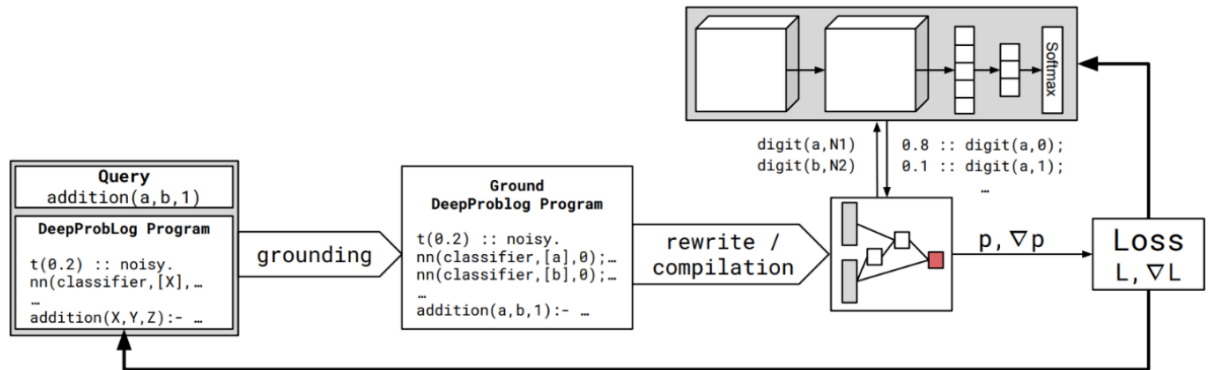 Softmax
digit(a,N1)
digit(b,N2)
0.8 :: digit(a,0);
0.1 :: digit(a,1);
…
Query
addition(a,b,1)
DeepProbLog Program
t(0.2) :: noisy.
nn(classifier,[X],…
…
addition(X,Y,Z):- …
grounding
Ground
DeepProblog Program
t(0.2) :: noisy.
nn(classifier,[a],0);…
nn(classifier,[b],0);…
…
addition(a,b,1):- …
rewrite /
compilation
p, ∇p
Loss
L, ∇L